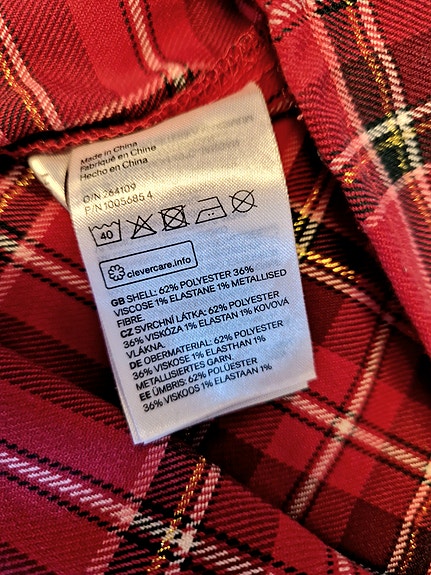 Made in China
Fabriqué en Chine
Hecho en China
O/N 364109
P/N 1005685 4
40
clevercare.info
GB SHELL: 62% POLYESTER 36%
VISCOSE 1% ELASTANE 1% METALLISED
FIBRE.
CZ SVRCHNÍ LÁTKA: 62% POLYESTER
36% VISKÓZA 1% ELASTAN 1% KOVOVÁ
VLÁKNA.
DE OBERMATERIAL: 62% POLYESTER
36% VISKOSE 1% ELASTHAN 1%
METALLISIERTES GARN.
EE ÜMBRIS: 62% POLÜESTER
36% VISKOOS 1% ELASTAAN 1%